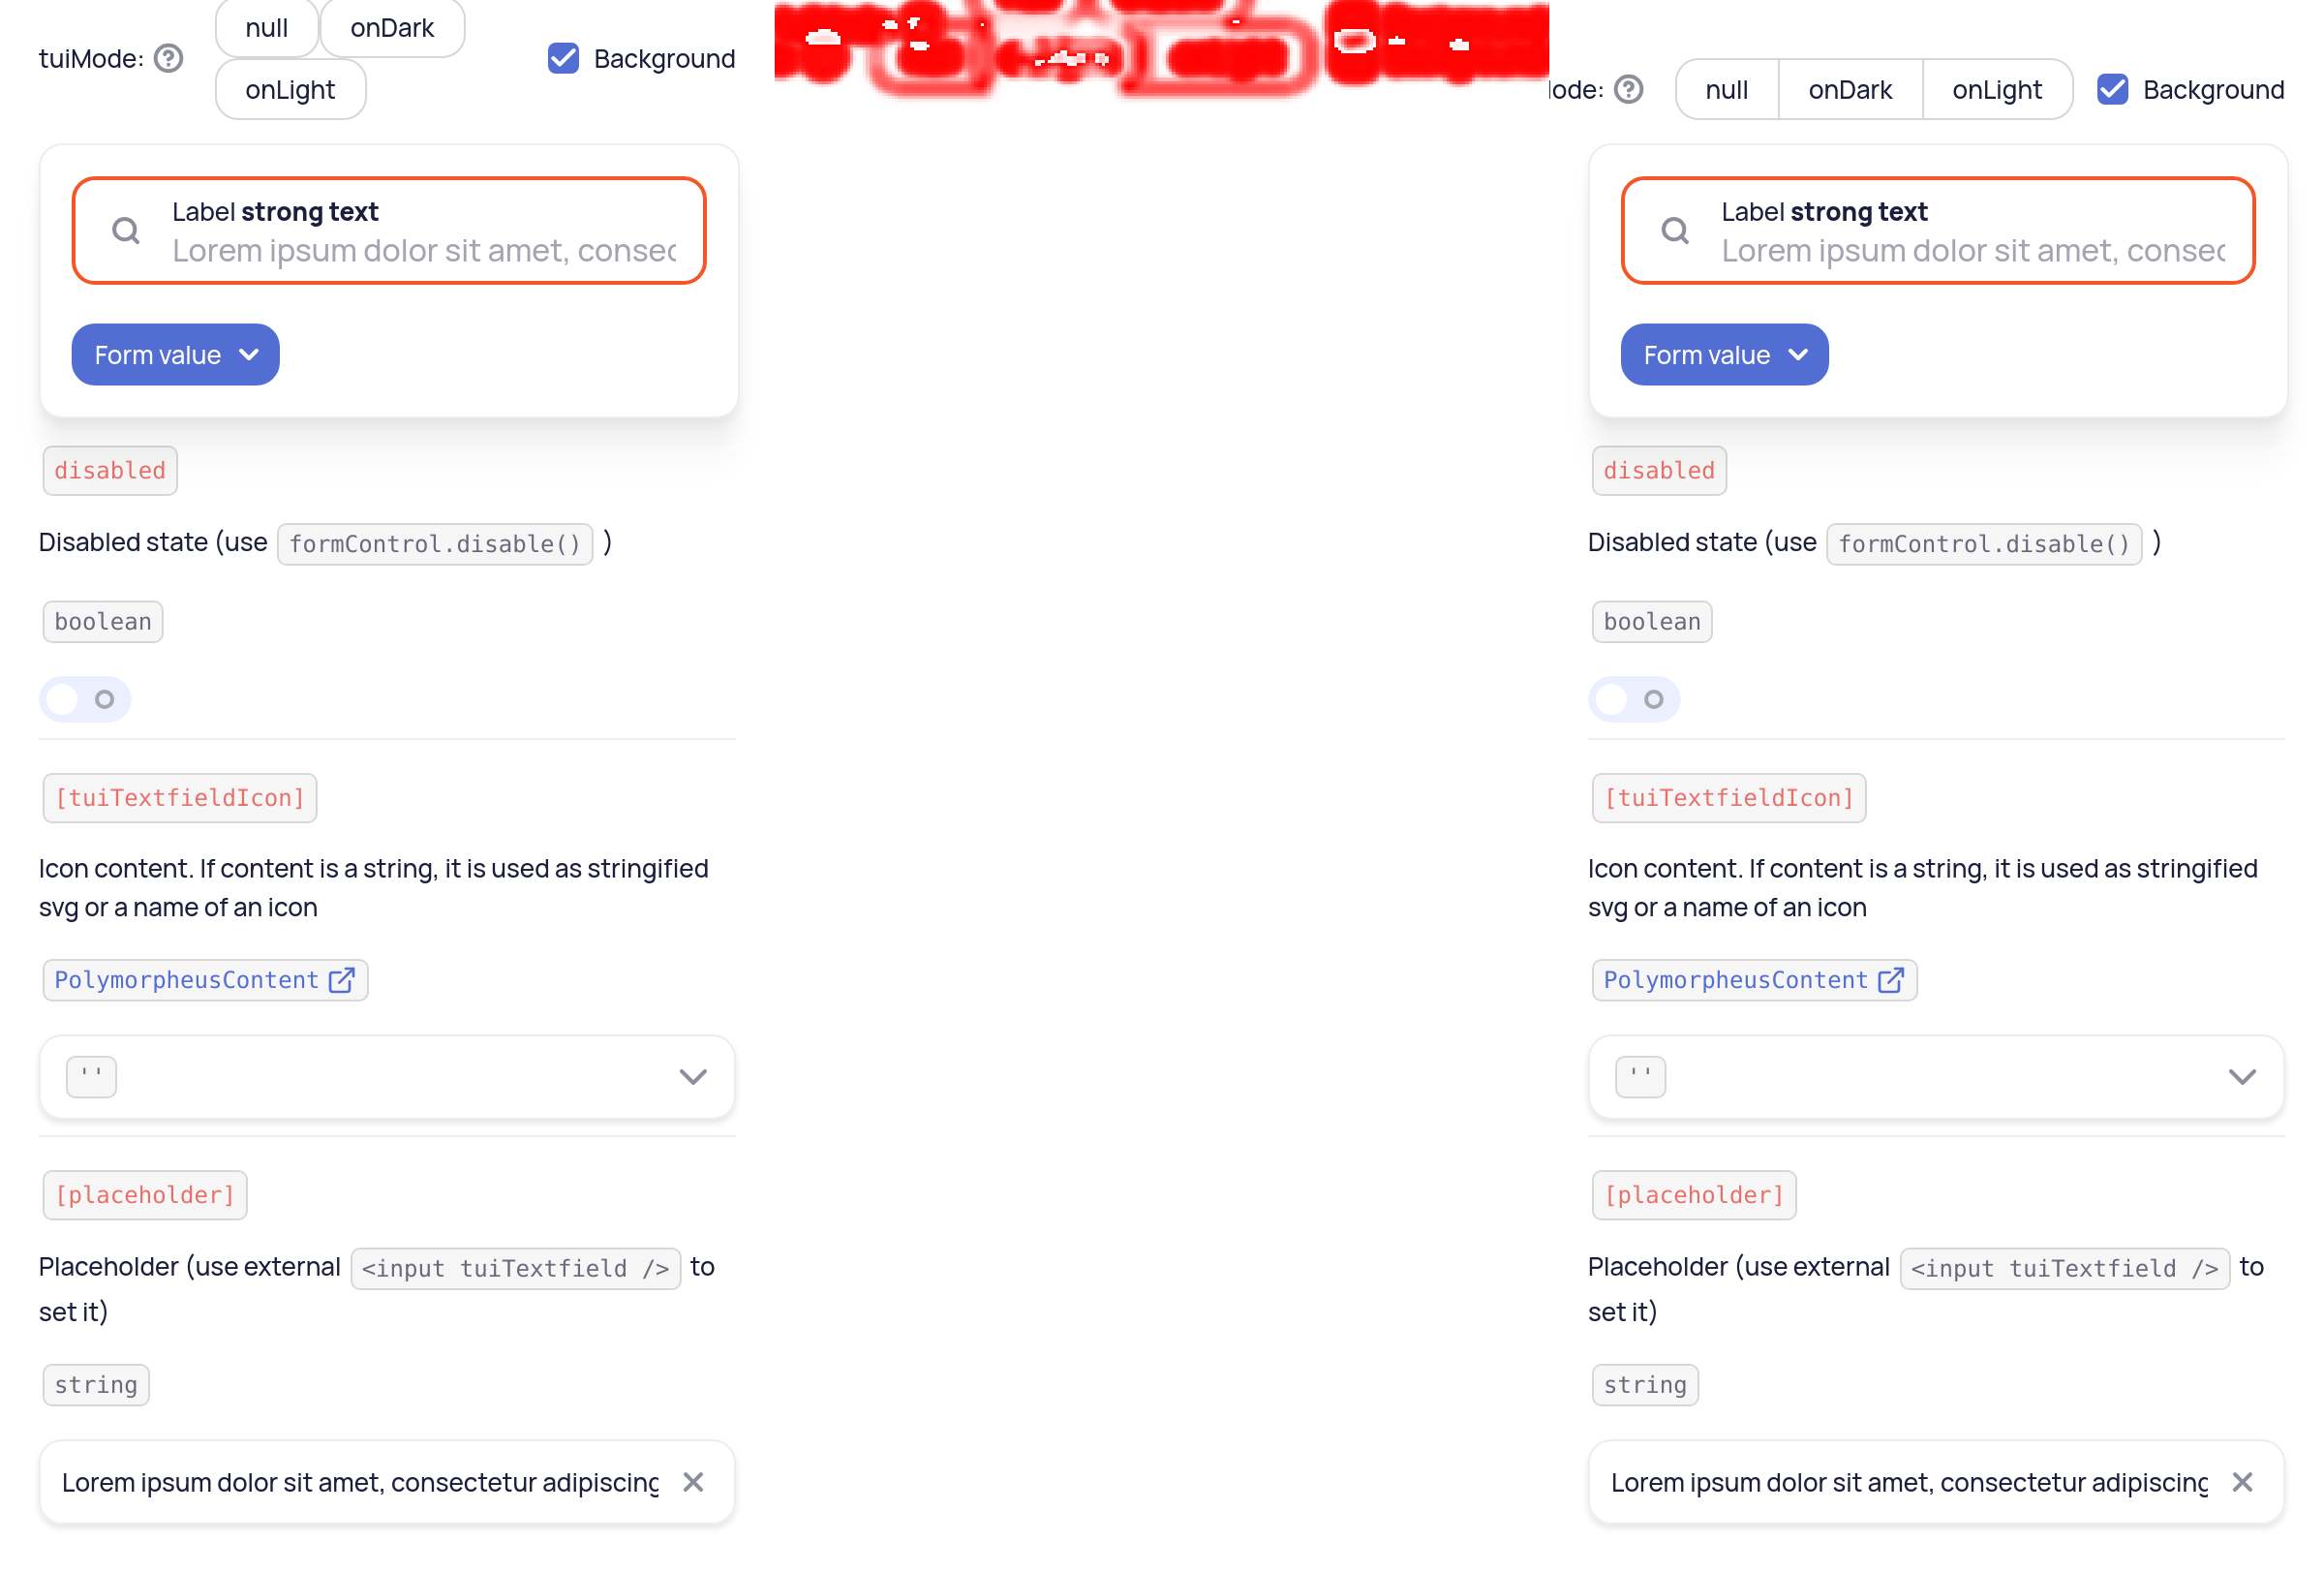 null onDark
tuiMode: Background
onLight
Label strong text
Lorem ipsum dolor sit amet, consec
Form value
disabled
Disabled state (use formControl.disable() )
boolean
[tuiTextfieldIcon]
Icon content. If content is a string, it is used as stringified
svg or a name of an icon
PolymorpheusContent
''
[placeholder]
Placeholder (use external <input tuiTextfield /> to
set it)
string
Lorem ipsum dolor sit amet, consectetur adipiscing
ode: null onDark onLight Background
Label strong text
Lorem ipsum dolor sit amet, consec
Form value
disabled
Disabled state (use formControl.disable() )
boolean
[tuiTextfieldIcon]
Icon content. If content is a string, it is used as stringified
svg or a name of an icon
PolymorpheusContent
''
[placeholder]
Placeholder (use external <input tuiTextfield /> to
set it)
string
Lorem ipsum dolor sit amet, consectetur adipiscing